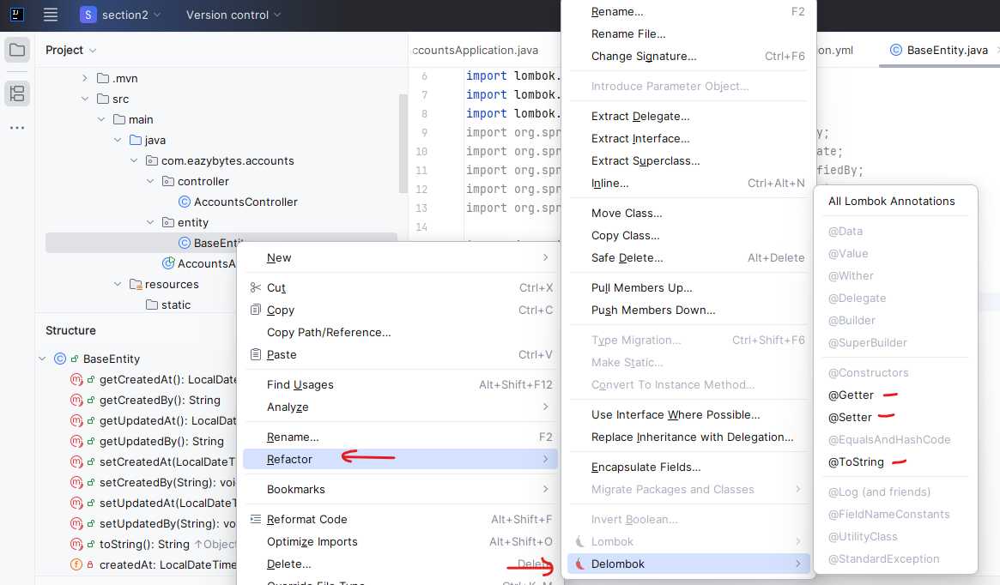 S section2
Version control
Project
.mvn
src
main
java
com.eazybytes.accounts
controller
AccountsController
entity
BaseEntity
AccountsA
resources
static
Structure
BaseEntity
getCreatedAt(): LocalDate
getCreatedBy(): String
getUpdatedAt(): LocalDat
getUpdatedBy(): String
setCreatedAt(LocalDateT
setCreatedBy(String): voi
setUpdatedAt(LocalDateT
setUpdatedBy(String): vo
toString(): String ↑Object
createdAt: LocalDateTime
ccountsApplication.java
on.yml
BaseEntity.java
6 import lombok.
7 import lombok.
8 import lombok.
9 import org.spr y;
10 import org.spr ate;
11 import org.spr fiedBy;
12 import org.spr
13 import org.spr
14
New
Cut Ctrl+X
Copy Ctrl+C
Copy Path/Reference...
Paste Ctrl+V
Find Usages Alt+Shift+F12
Analyze
Rename... F2
Refactor
Bookmarks
Reformat Code Alt+Shift+F
Optimize Imports Alt+Shift+O
Delete... Delete
Override File Type Ctrl+K, M
Rename... F2
Rename File...
Change Signature... Ctrl+F6
Introduce Parameter Object...
Extract Delegate...
Extract Interface...
Extract Superclass...
Inline... Ctrl+Alt+N
Move Class...
Copy Class...
Safe Delete... Alt+Delete
Pull Members Up...
Push Members Down...
Type Migration... Ctrl+Shift+F6
Make Static...
Convert To Instance Method...
Use Interface Where Possible...
Replace Inheritance with Delegation...
Encapsulate Fields...
Migrate Packages and Classes
Invert Boolean...
Lombok
Delombok
All Lombok Annotations
@Data
@Value
@Wither
@Delegate
@Builder
@SuperBuilder
@Constructors
@Getter
@Setter
@EqualsAndHashCode
@ToString
@Log (and friends)
@FieldNameConstants
@UtilityClass
@StandardException